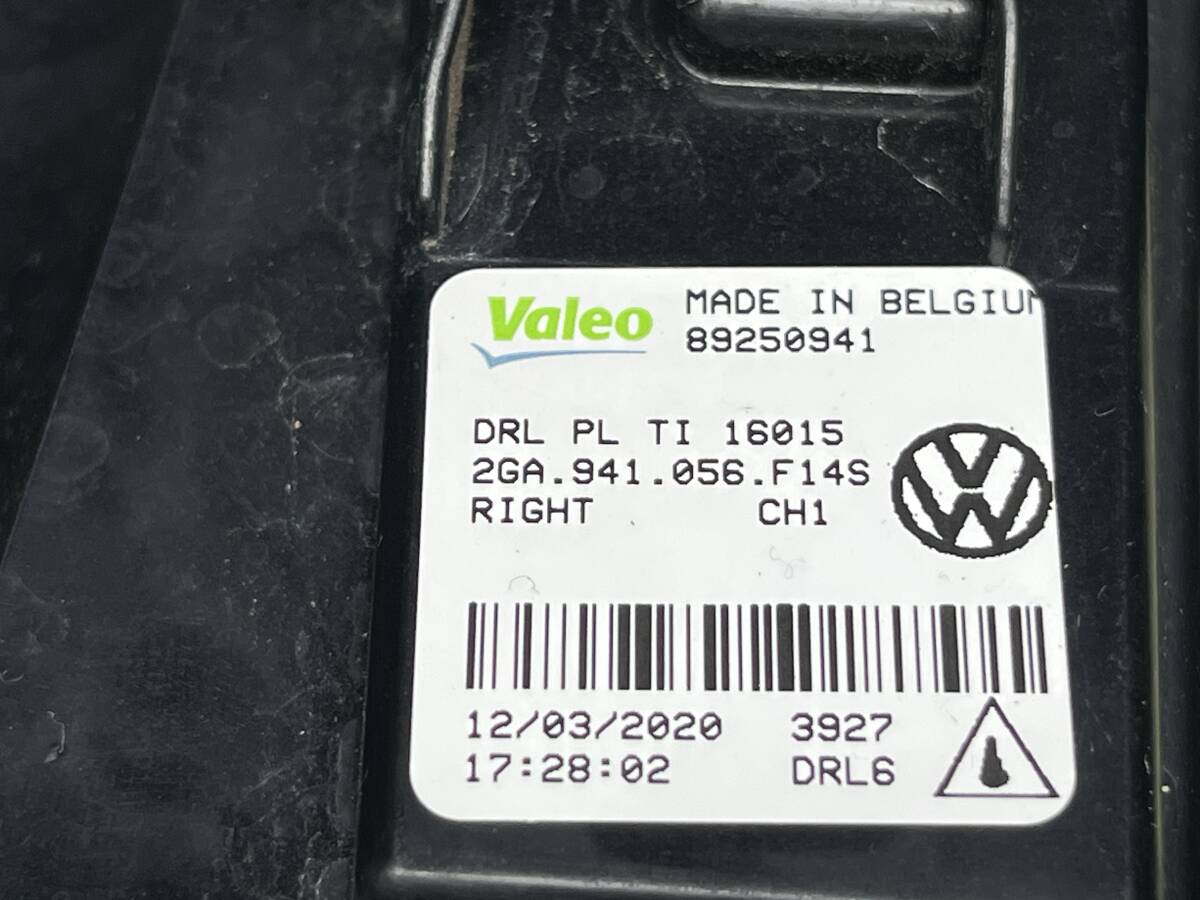 Valeo MADE IN BELGIUM
89250941
DRL PL TI 16015
2GA.941.056.F14S
RIGHT CH1
12/03/2020 3927
17:28:02 DRL6